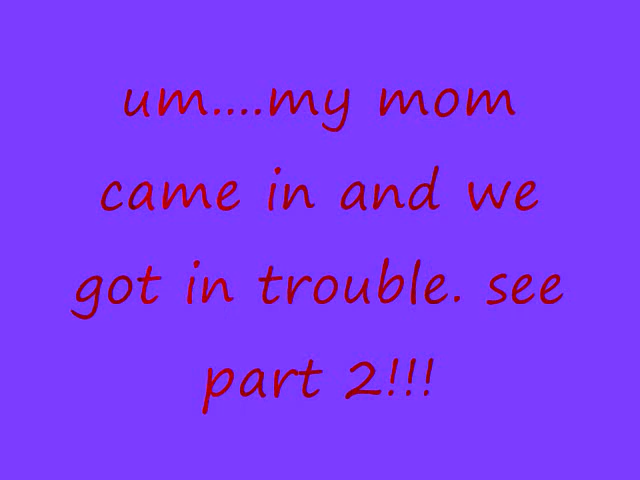 um....my mom
came in and we
got in trouble. see
part 2!!!